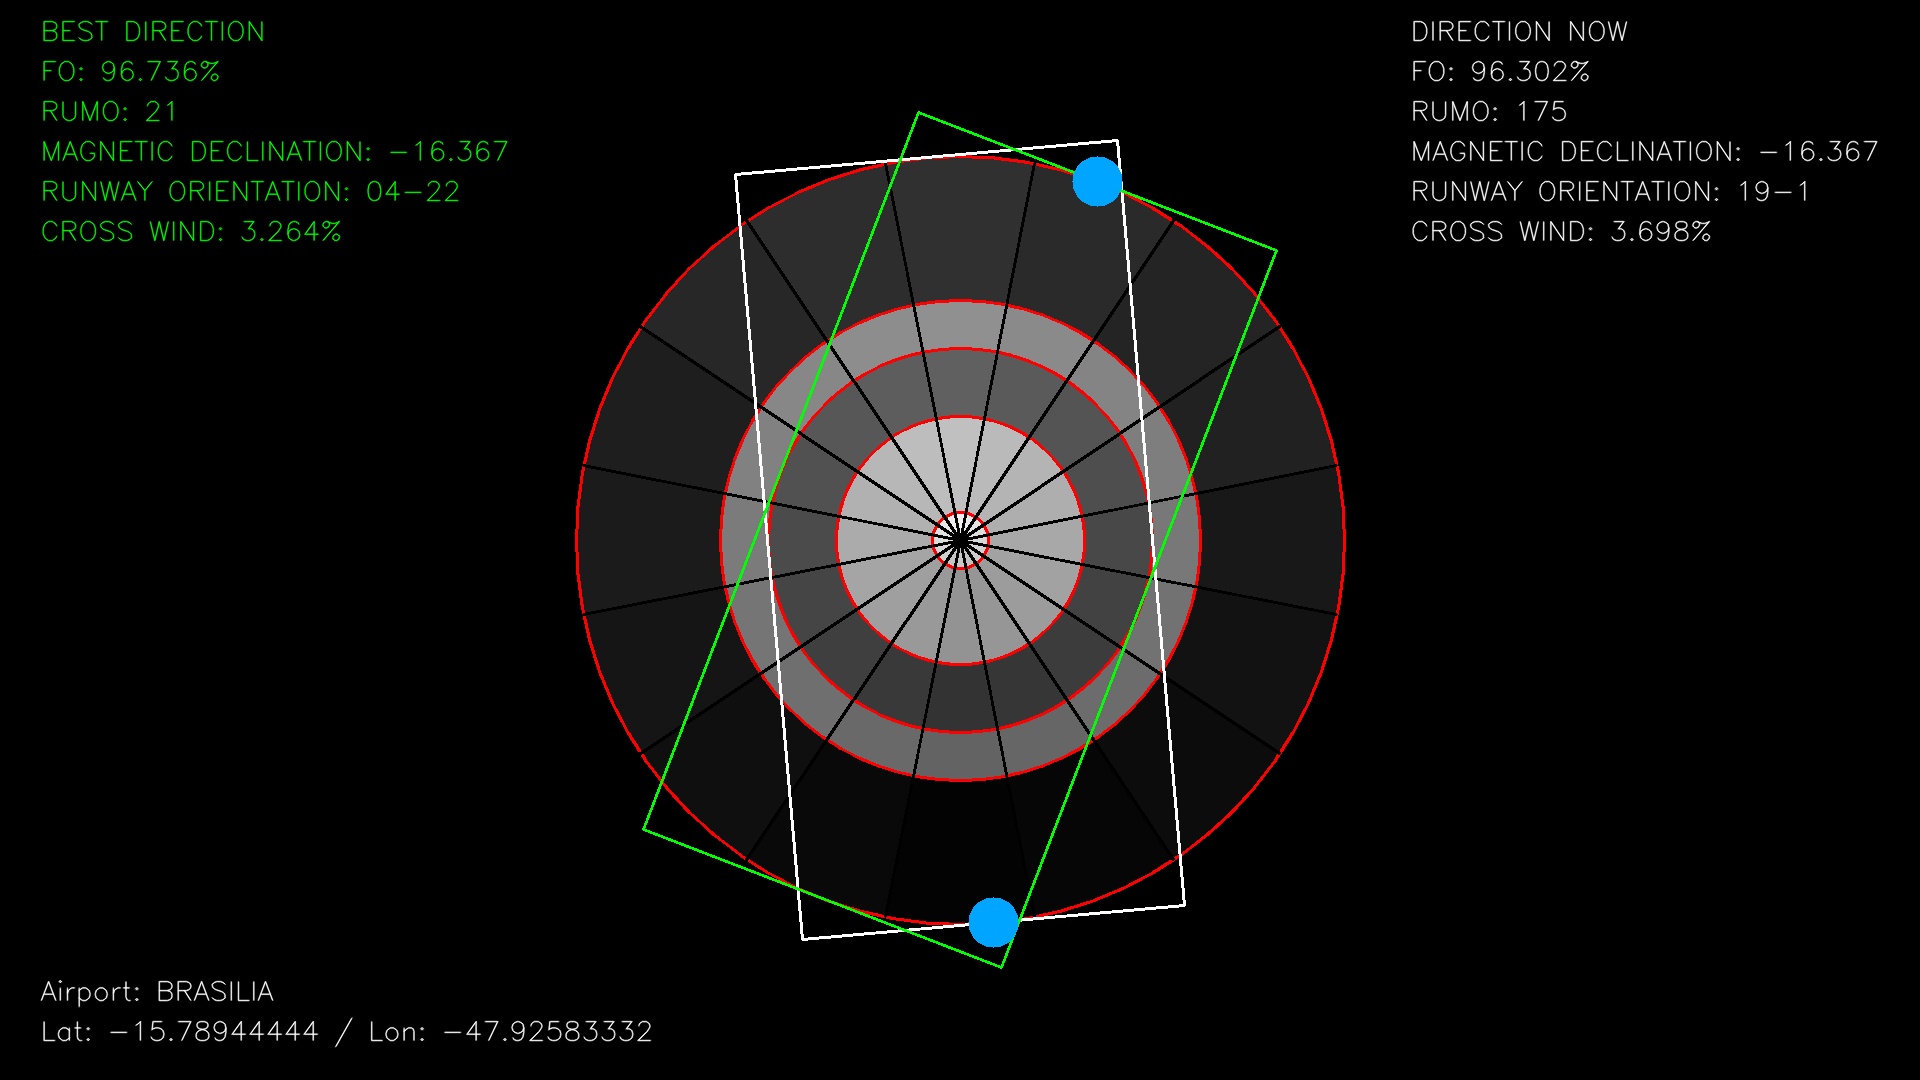 BEST DIRECTION
FO: 96.736%
RUMO: 21
MAGNETIC DECLINATION: -16.367
RUNWAY ORIENTATION: 04-22
CROSS WIND: 3.264%
DIRECTION NOW
FO: 96.302%
RUMO: 175
MAGNETIC DECLINATION: -16.367
RUNWAY ORIENTATION: 19-1
CROSS WIND: 3.698%
Airport: BRASILIA
Lat: -15.78944444 / Lon: -47.92583332